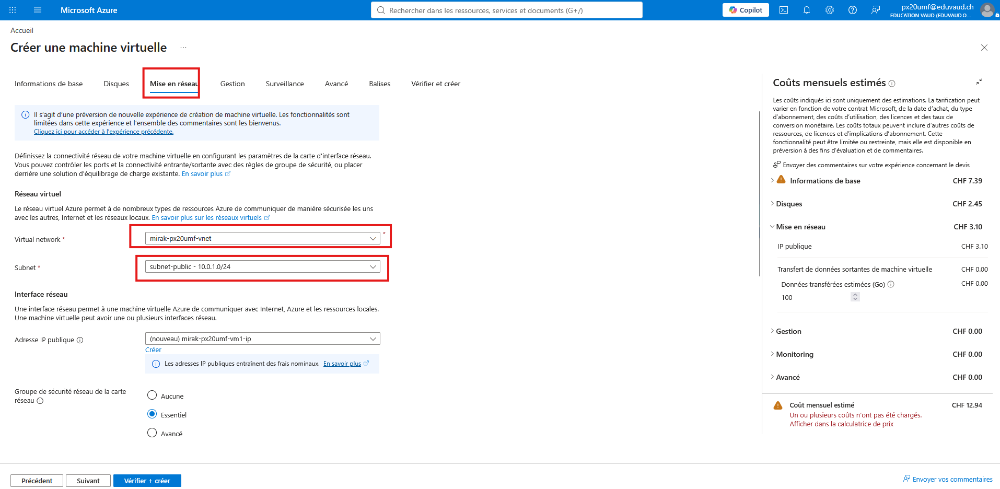 Microsoft Azure
Rechercher dans les ressources, services et documents (G+/)
Copilot
px20umf@eduvaud.ch
EDUCATION VAUD (EDUVAUD.O...
Accueil
Créer une machine virtuelle
...
Informations de base
Disques
Mise en réseau
Gestion
Surveillance
Avancé
Balises
Vérifier et créer
Il s'agit d'une préversion de nouvelle expérience de création de machine virtuelle. Les fonctionnalités sont
limitées dans cette expérience et l'ensemble des commentaires sont les bienvenus.
Cliquez ici pour accéder à l'expérience précédente.
Définissez la connectivité réseau de votre machine virtuelle en configurant les paramètres de la carte d'interface réseau.
Vous pouvez contrôler les ports et la connectivité entrante/sortante avec des règles de groupe de sécurité, ou placer
derrière une solution d'équilibrage de charge existante. En savoir plus
Réseau virtuel
Le réseau virtuel Azure permet à de nombreux types de ressources Azure de communiquer de manière sécurisée les uns
avec les autres, Internet et les réseaux locaux. En savoir plus sur les réseaux virtuels
Virtual network *
mirak-px20umf-vnet
*
Subnet *
subnet-public - 10.0.1.0/24
Interface réseau
Une interface réseau permet à une machine virtuelle Azure de communiquer avec Internet, Azure et les ressources locales.
Une machine virtuelle peut avoir une ou plusieurs interfaces réseau.
Adresse IP publique
(nouveau) mirak-px20umf-vm1-ip
Créer
Les adresses IP publiques entraînent des frais nominaux. En savoir plus
Groupe de sécurité réseau de la carte
réseau
Aucune
Essentiel
Avancé
Précédent
Suivant
Vérifier + créer
Coûts mensuels estimés
Les coûts indiqués ici sont uniquement des estimations. La tarification peut
varier en fonction de votre contrat Microsoft, de la date d'achat, du type
d'abonnement, des coûts d'utilisation, des licences et des taux de
conversion monétaire. Les coûts totaux peuvent inclure d'autres coûts de
ressources, de licences et d'implications d'abonnement. Cette
fonctionnalité peut être limitée ou restreinte, mais elle est disponible en
préversion à des fins d'évaluation et de commentaires.
Envoyer des commentaires sur votre expérience concernant le devis
Informations de base CHF 7.39
Disques CHF 2.45
Mise en réseau CHF 3.10
IP publique CHF 3.10
Transfert de données sortantes de machine virtuelle CHF 0.00
Données transférées estimées (Go) CHF 0.00
100
Gestion CHF 0.00
Monitoring CHF 0.00
Avancé CHF 0.00
Coût mensuel estimé CHF 12.94
Un ou plusieurs coûts n'ont pas été chargés.
Afficher dans la calculatrice de prix
Envoyer vos commentaires